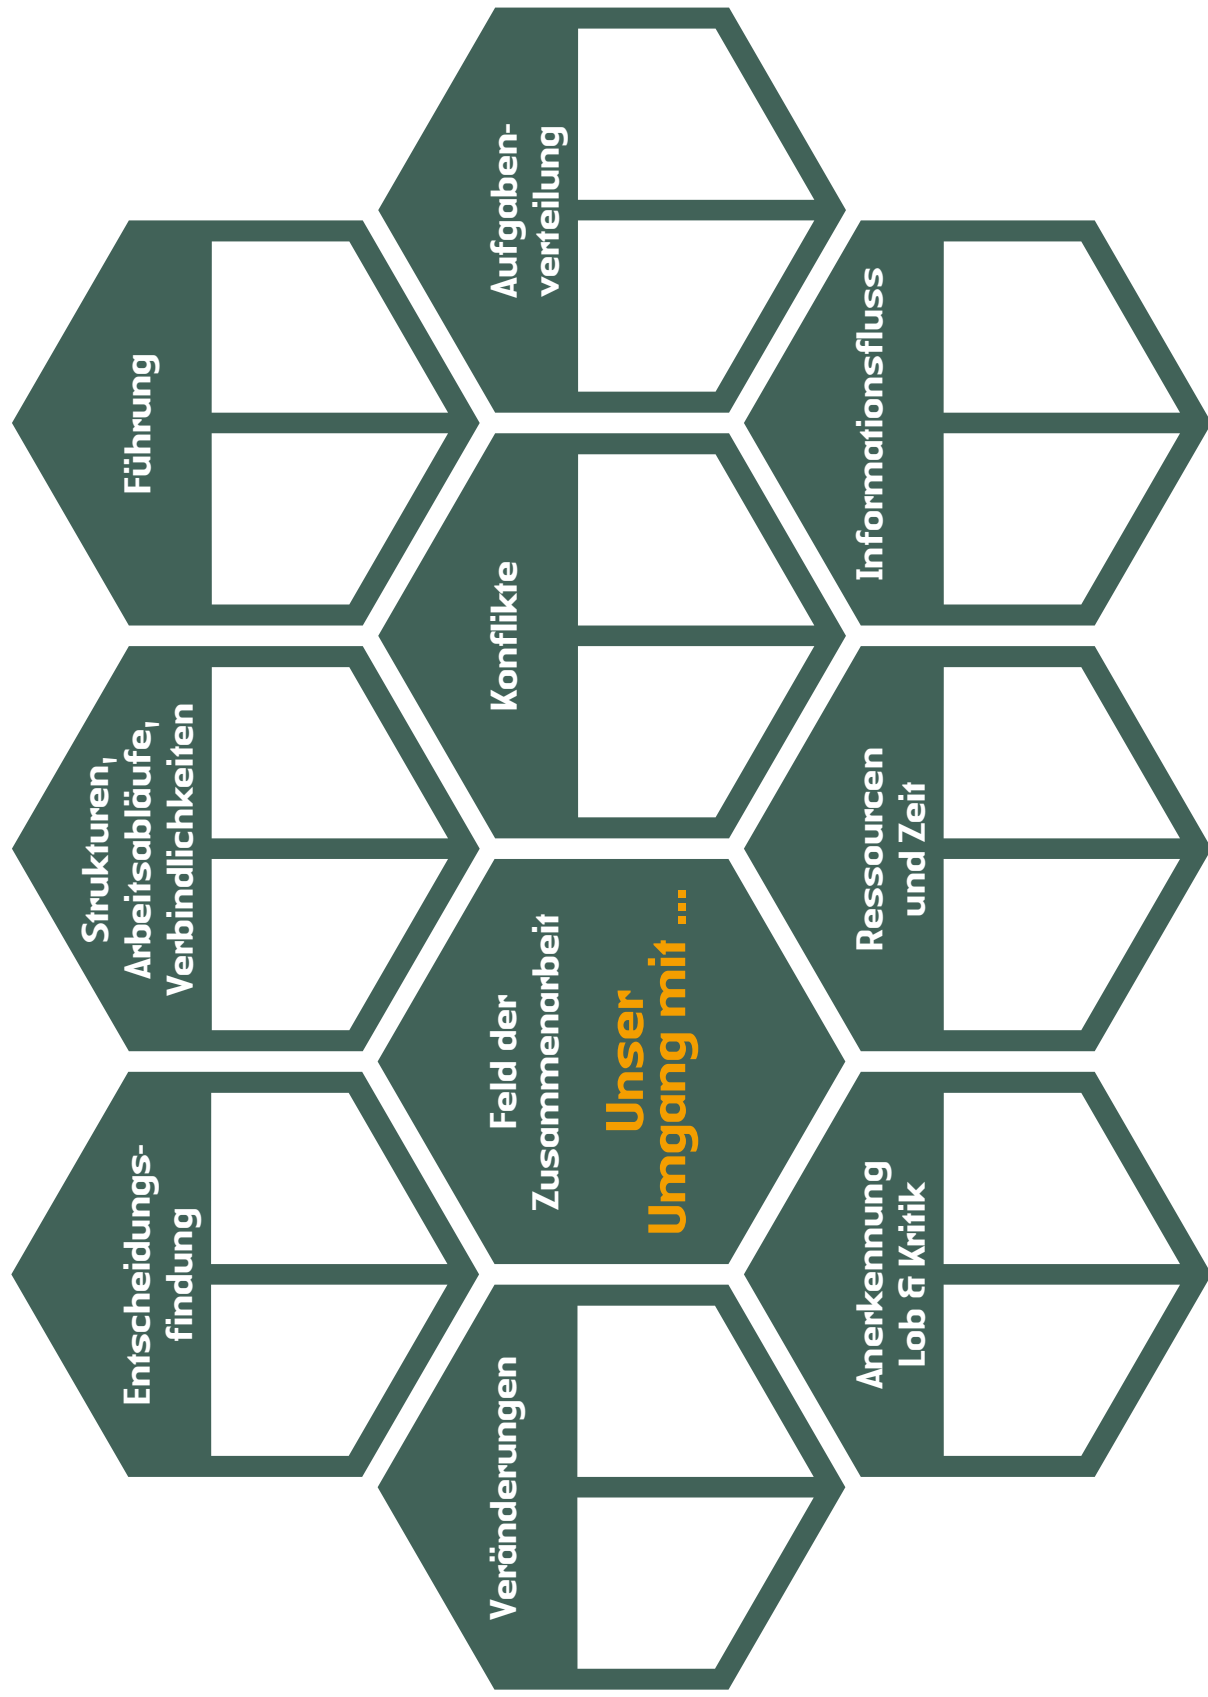 Entscheidungs-
findung
Strukturen,
Arbeitsabläufe,
Verbindlichkeiten
Führung
Veränderungen
Feld der
Zusammenarbeit
Unser
Umgang mit ...
Konflikte
Aufgaben-
verteilung
Anerkennung
Lob & Kritik
Ressourcen
und Zeit
Informationsfluss